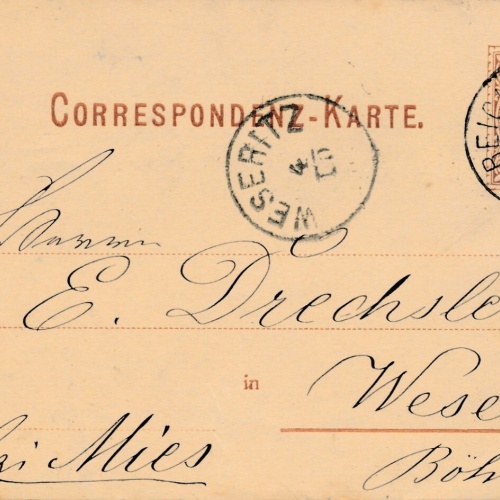 CORRESPONDENZ-KARTE.
WESERITZ
Herrn
E. Drechsle
in
Wese
bei Mies
Böh